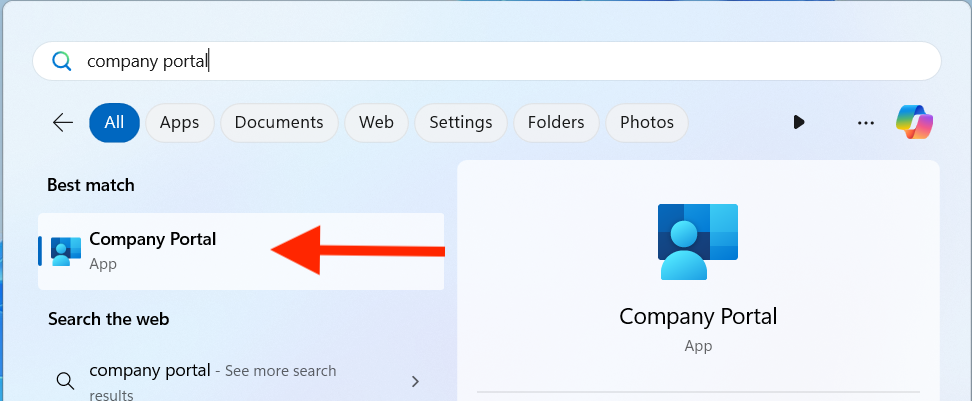 company portal
All Apps Documents Web Settings Folders Photos
Best match
Company Portal
App
Search the web
company portal - See more search
results
Company Portal
App